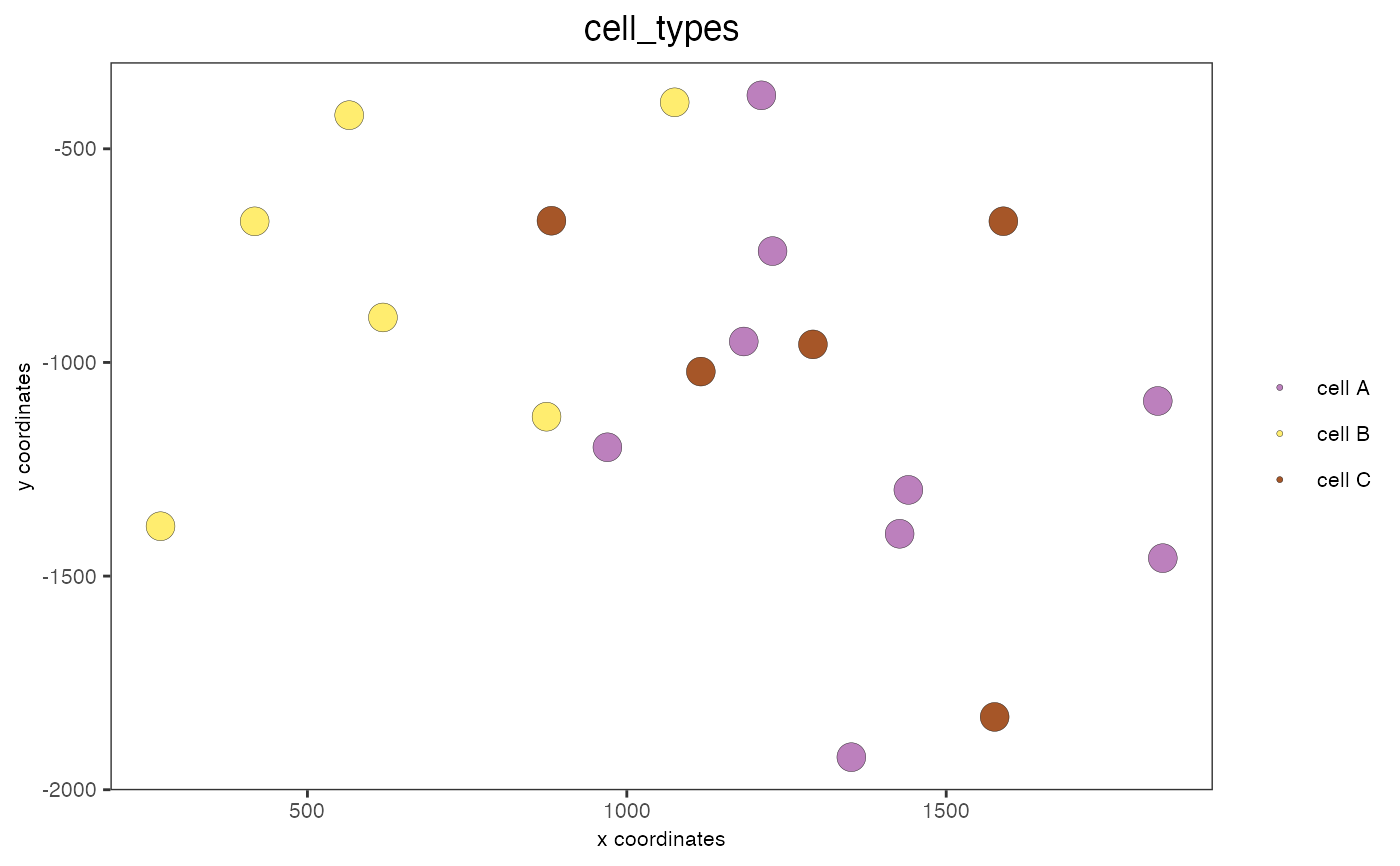 cell_types
-500
-1000
-1500
-2000
y coordinates
500
1000
1500
x coordinates
cell A
cell B
cell C